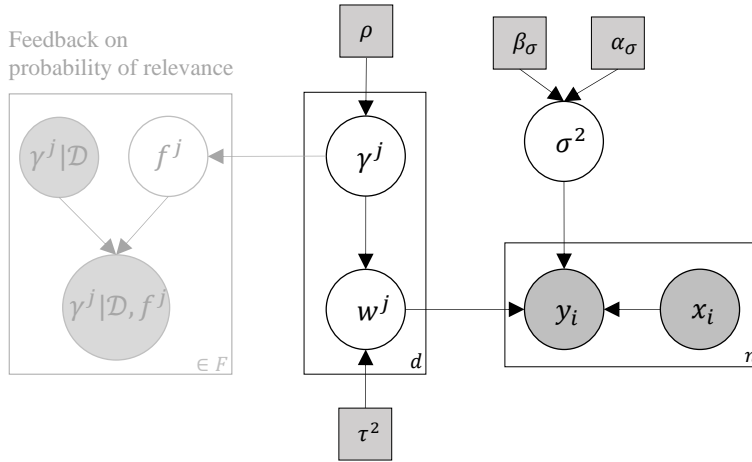 Feedback on
probability of relevance
ρ
β_σ
α_σ
γ^j|𝒟
f^j
γ^j
σ^2
γ^j|𝒟, f^j
w^j
y_i
x_i
∈ F
d
n
τ^2